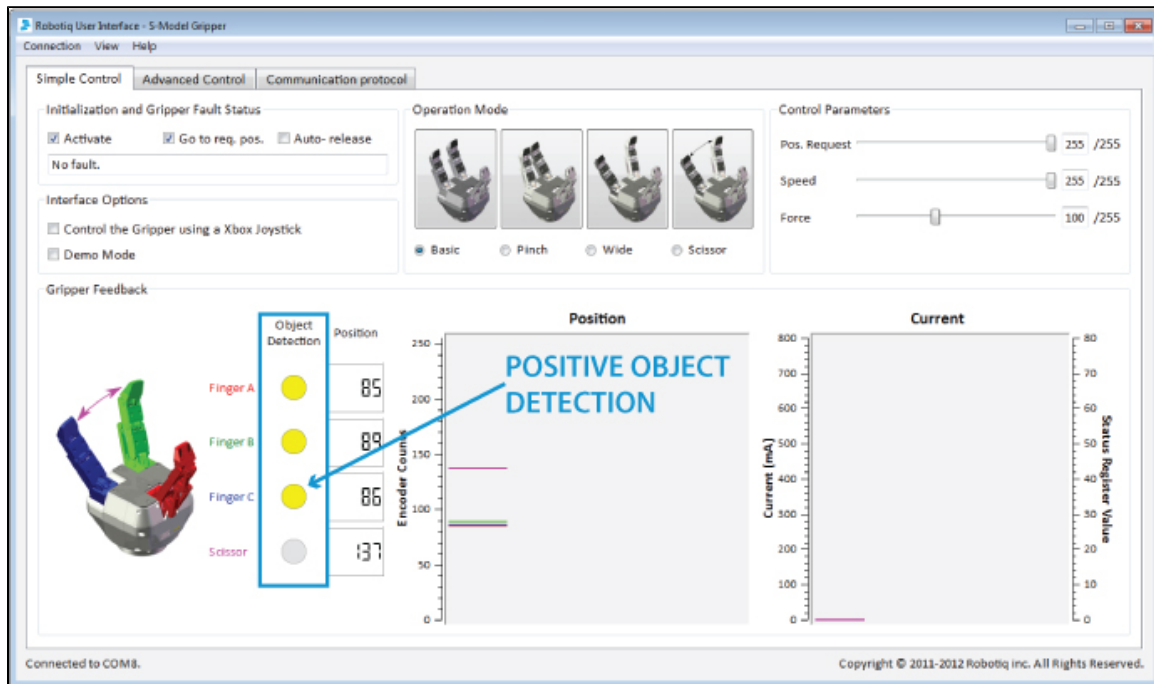 Robotiq User Interface - S-Model Gripper
Connection View Help
Simple Control Advanced Control Communication protocol
Initialization and Gripper Fault Status
Activate Go to req. pos. Auto- release
No fault.
Interface Options
Control the Gripper using a Xbox Joystick
Demo Mode
Operation Mode
Basic Pinch Wide Scissor
Control Parameters
Pos. Request 255 /255
Speed 255 /255
Force 100 /255
Gripper Feedback
Object
Detection
Position
Finger A 85
Finger B 89
Finger C 86
Scissor 137
Position
250
200
150
100
50
0
Encoder Counts
POSITIVE OBJECT
DETECTION
Current
800
700
600
500
400
300
200
100
0
Current (mA)
80
70
60
50
40
30
20
10
0
Status Register Value
Connected to COM8.
Copyright © 2011-2012 Robotiq inc. All Rights Reserved.